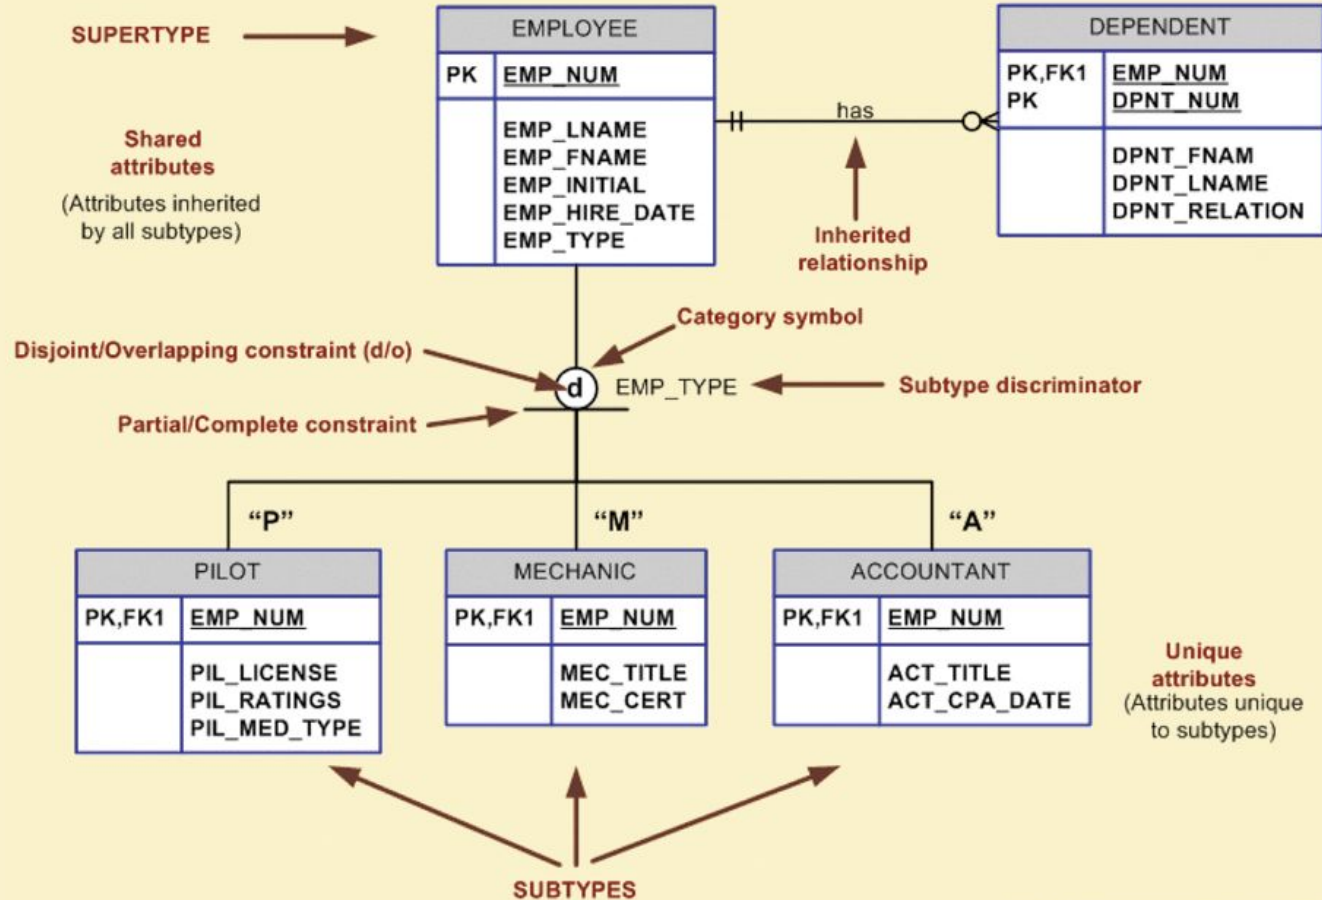 SUPERTYPE
EMPLOYEE
PK EMP_NUM
EMP_LNAME
EMP_FNAME
EMP_INITIAL
EMP_HIRE_DATE
EMP_TYPE
has
DEPENDENT
PK,FK1 EMP_NUM
PK DPNT_NUM
DPNT_FNAM
DPNT_LNAME
DPNT_RELATION
Shared
attributes
(Attributes inherited
by all subtypes)
Inherited
relationship
Category symbol
Disjoint/Overlapping constraint (d/o)
d
EMP_TYPE
Subtype discriminator
Partial/Complete constraint
“P”
“M”
“A”
PILOT
PK,FK1 EMP_NUM
PIL_LICENSE
PIL_RATINGS
PIL_MED_TYPE
MECHANIC
PK,FK1 EMP_NUM
MEC_TITLE
MEC_CERT
ACCOUNTANT
PK,FK1 EMP_NUM
ACT_TITLE
ACT_CPA_DATE
Unique
attributes
(Attributes unique
to subtypes)
SUBTYPES